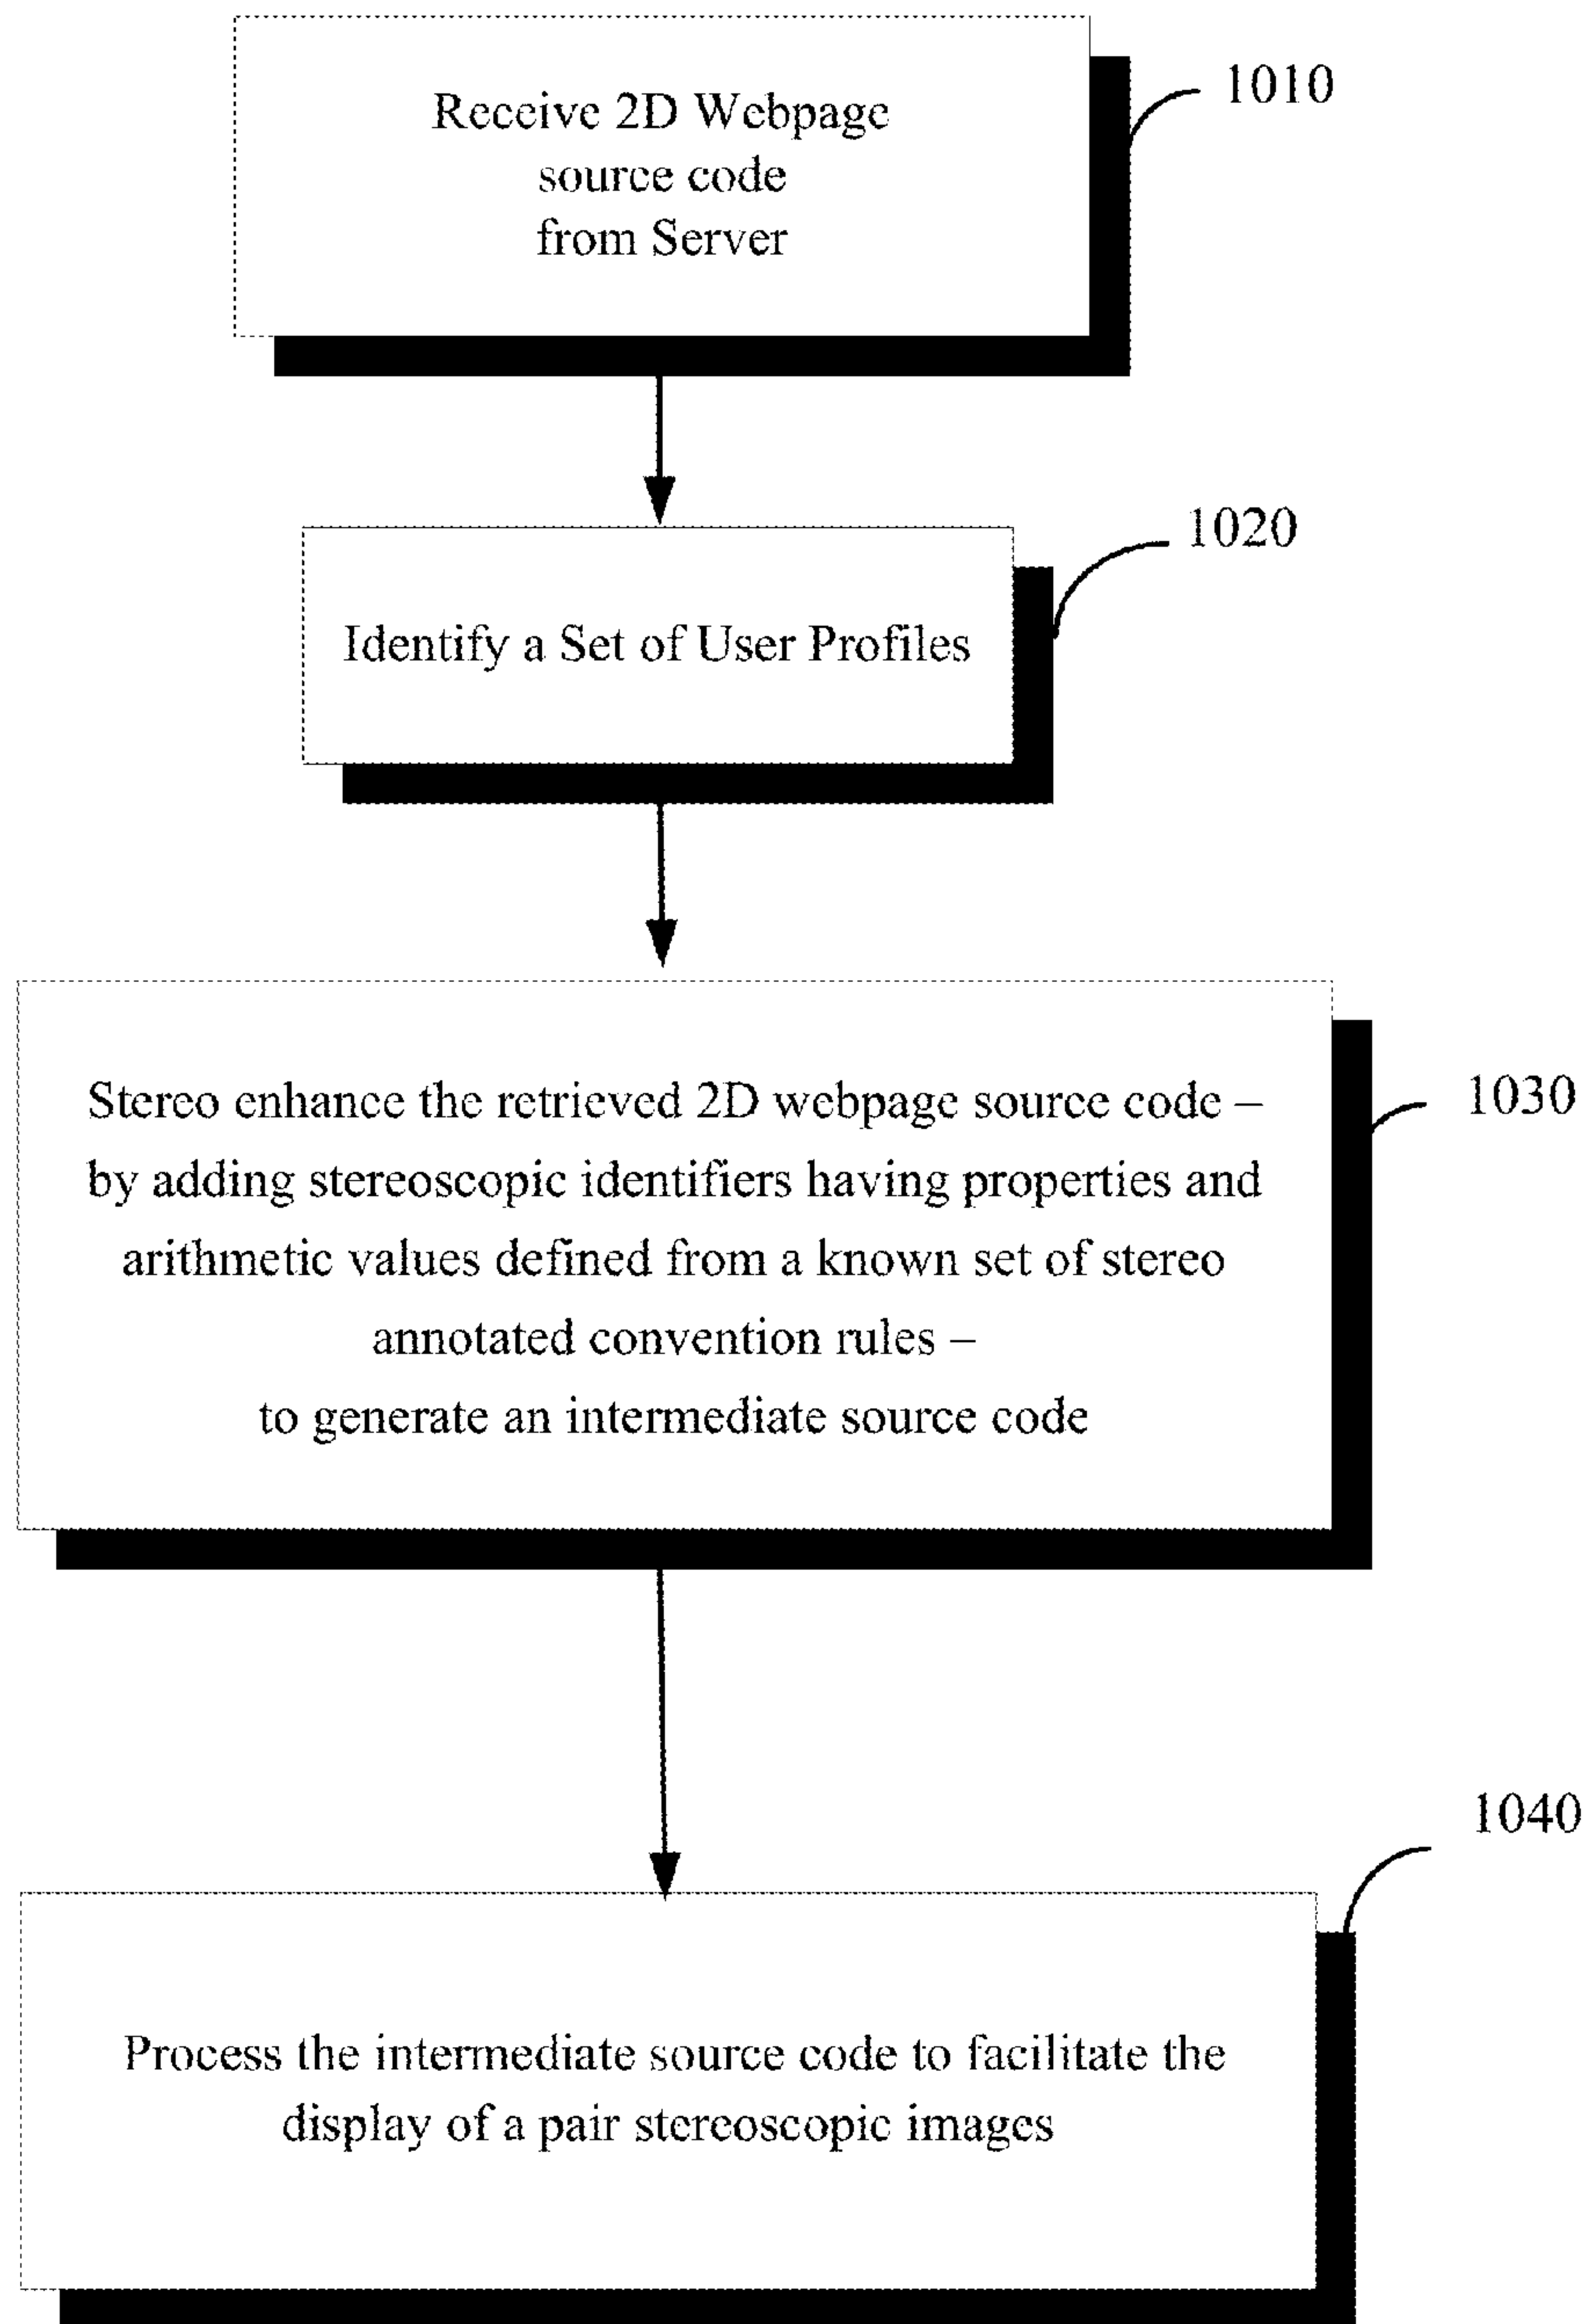 Receive 2D Webpage
source code
from Server
1010
Identify a Set of User Profiles
1020
Stereo enhance the retrieved 2D webpage source code –
by adding stereoscopic identifiers having properties and
arithmetic values defined from a known set of stereo
annotated convention rules –
to generate an intermediate source code
1030
Process the intermediate source code to facilitate the
display of a pair stereoscopic images
1040